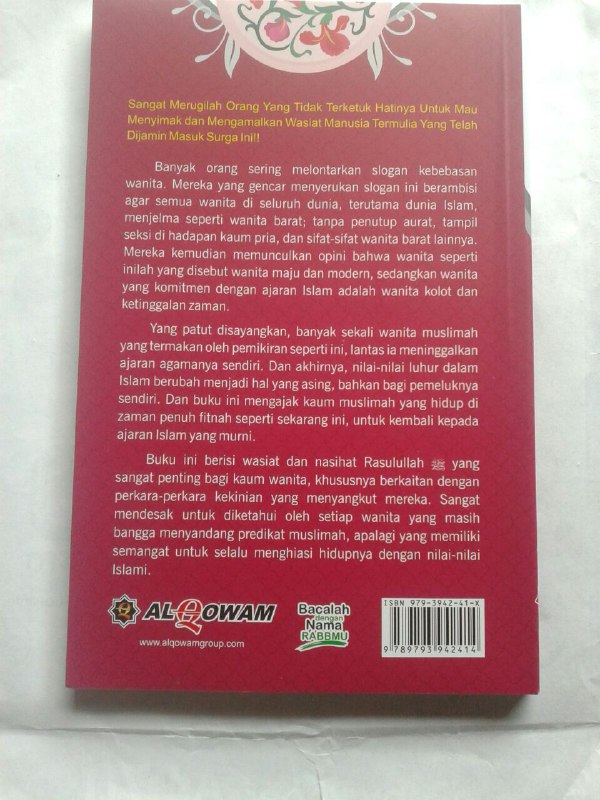 Sangat Merugilah Orang Yang Tidak Terketuk Hatinya Untuk Mau
Menyimak dan Mengamalkan Wasiat Manusia Termulia Yang Telah
Dijamin Masuk Surga Ini!!
Banyak orang sering melontarkan slogan kebebasan
wanita. Mereka yang gencar menyerukan slogan ini berambisi
agar semua wanita di seluruh dunia, terutama dunia Islam,
menjelma seperti wanita barat; tanpa penutup aurat, tampil
seksi di hadapan kaum pria, dan sifat-sifat wanita barat lainnya.
Mereka kemudian memunculkan opini bahwa wanita seperti
inilah yang disebut wanita maju dan modern, sedangkan wanita
yang komitmen dengan ajaran Islam adalah wanita kolot dan
ketinggalan zaman.
Yang patut disayangkan, banyak sekali wanita muslimah
yang termakan oleh pemikiran seperti ini, lantas ia meninggalkan
ajaran agamanya sendiri. Dan akhirnya, nilai-nilai luhur dalam
Islam berubah menjadi hal yang asing, bahkan bagi pemeluknya
sendiri. Dan buku ini mengajak kaum muslimah yang hidup di
zaman penuh fitnah seperti sekarang ini, untuk kembali kepada
ajaran Islam yang murni.
Buku ini berisi wasiat dan nasihat Rasulullah ﷺ yang
sangat penting bagi kaum wanita, khususnya berkaitan dengan
perkara-perkara kekinian yang menyangkut mereka. Sangat
mendesak untuk diketahui oleh setiap wanita yang masih
bangga menyandang predikat muslimah, apalagi yang memiliki
semangat untuk selalu menghiasi hidupnya dengan nilai-nilai
Islami.
ALQOWAM
www.alqowamgroup.com
Bacalah
dengan
Nama
RABBMU
ISBN 979-3942-41-X
9 789793 942414